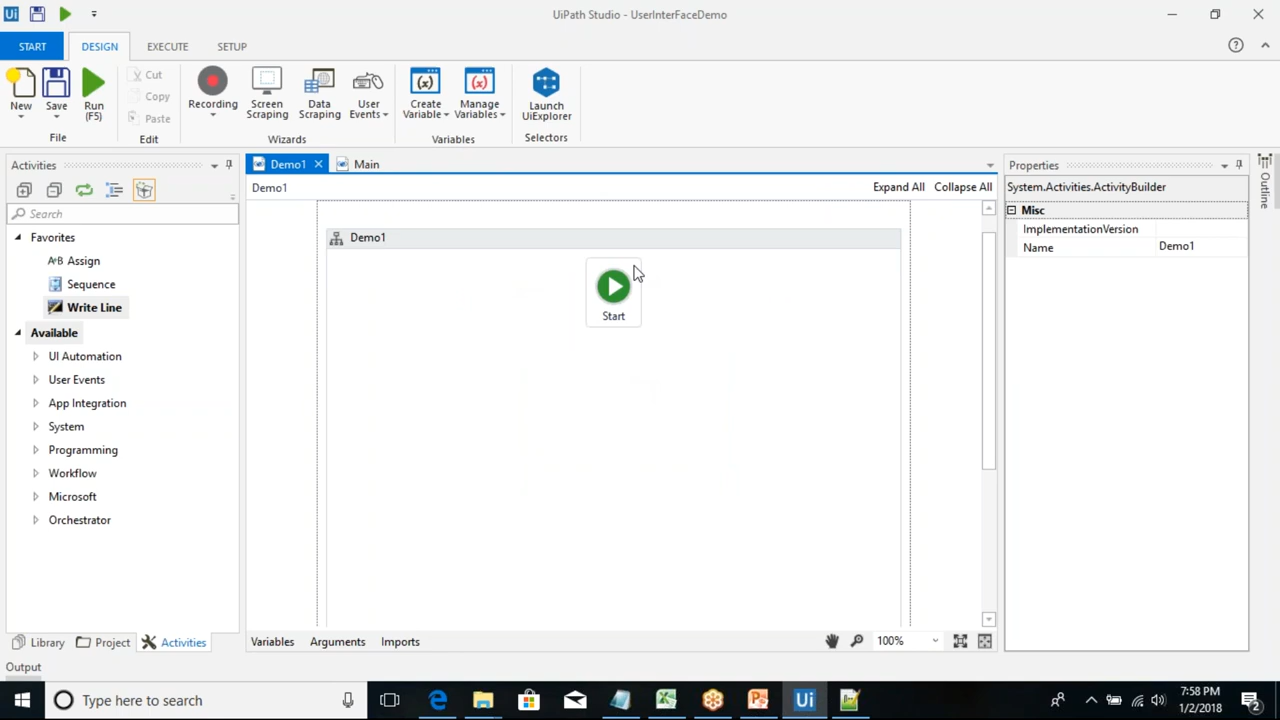 Ui
UiPath Studio - UserInterFaceDemo
START
DESIGN
EXECUTE
SETUP
New
Save
Run
(F5)
File
Cut
Copy
Paste
Edit
Recording
Screen
Scraping
Data
Scraping
User
Events
Wizards
Create
Variable
Manage
Variables
Variables
Launch
UiExplorer
Selectors
Activities
Search
Favorites
A+B Assign
Sequence
Write Line
Available
UI Automation
User Events
App Integration
System
Programming
Workflow
Microsoft
Orchestrator
Library
Project
Activities
Output
Demo1
Main
Demo1
Expand All
Collapse All
Demo1
Start
Variables
Arguments
Imports
100%
Properties
System.Activities.ActivityBuilder
Misc
ImplementationVersion
Name
Demo1
Outline
Type here to search
Ui
7:58 PM
1/2/2018
2